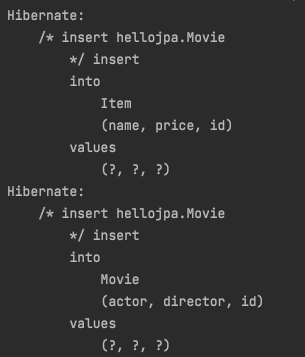 Hibernate:
    /* insert hellojpa.Movie
        */ insert
        into
            Item
            (name, price, id)
        values
            (?, ?, ?)
Hibernate:
    /* insert hellojpa.Movie
        */ insert
        into
            Movie
            (actor, director, id)
        values
            (?, ?, ?)